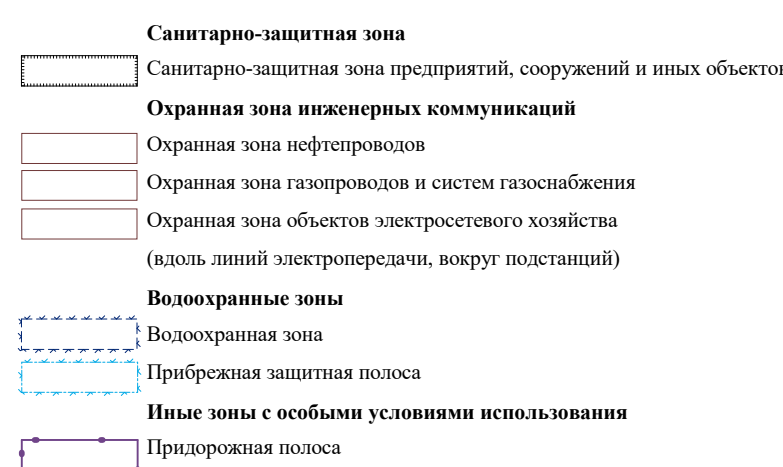 Санитарно-защитная зона
Санитарно-защитная зона предприятий, сооружений и иных объектов
Охранная зона инженерных коммуникаций
Охранная зона нефтепроводов
Охранная зона газопроводов и систем газоснабжения
Охранная зона объектов электросетевого хозяйства
(вдоль линий электропередачи, вокруг подстанций)
Водоохранные зоны
Водоохранная зона
Прибрежная защитная полоса
Иные зоны с особыми условиями использования
Придорожная полоса